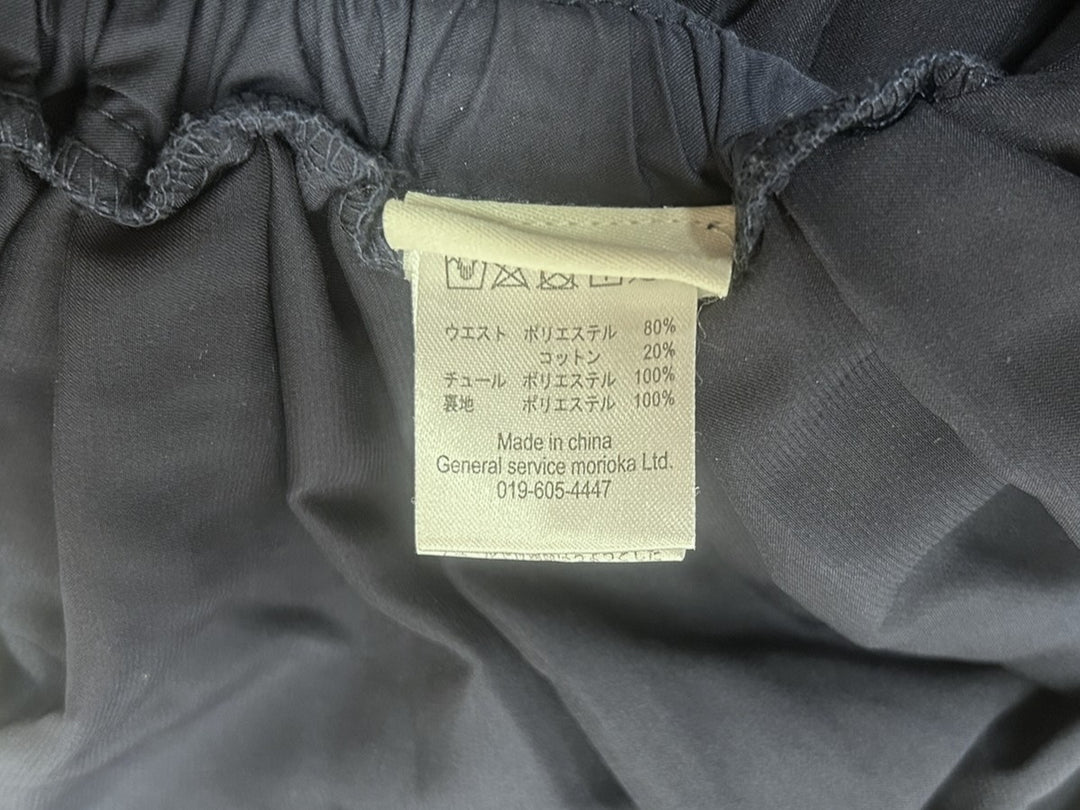 ウエスト ポリエステル 80%
コットン 20%
チュール ポリエステル 100%
裏地 ポリエステル 100%
Made in china
General service morioka Ltd.
019-605-4447